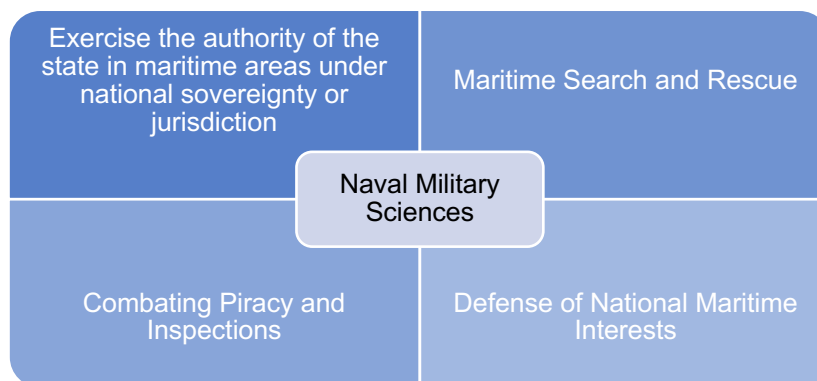 Exercise the authority of the
state in maritime areas under
national sovereignty or
jurisdiction
Maritime Search and Rescue
Naval Military
Sciences
Combating Piracy and
Inspections
Defense of National Maritime
Interests